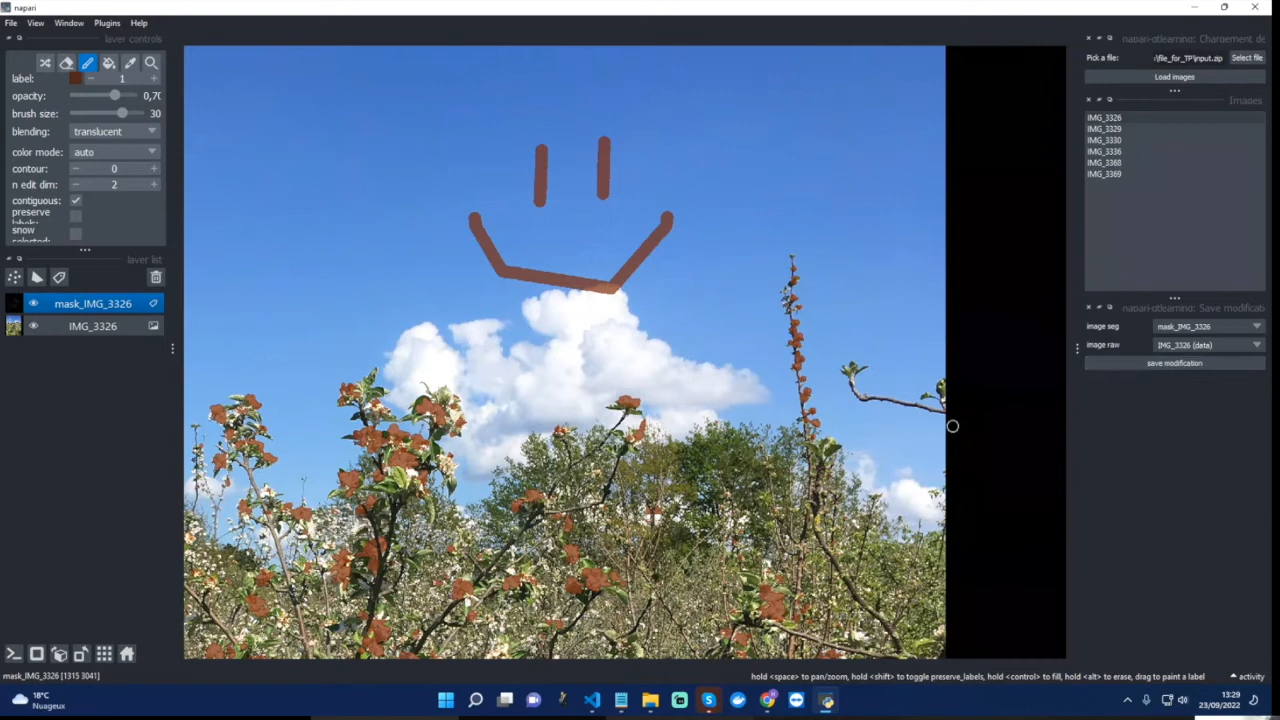 napari
File View Window Plugins Help
layer controls
label: 1
opacity: 0,70
brush size: 30
blending: translucent
color mode: auto
contour: 0
n edit dim: 2
contiguous:
preserve
selected:
layer list
mask_IMG_3326
IMG_3326
Pick a file: \file_for_TP\input.zip Select file
Load images
Images
IMG_3326
IMG_3329
IMG_3330
IMG_3336
IMG_3368
IMG_3369
image seg mask_IMG_3326
image raw IMG_3326 (data)
save modification
mask_IMG_3326 [1315 3041]
hold <space> to pan/zoom, hold <shift> to toggle preserve_labels, hold <control> to fill, hold <alt> to erase, drag to paint a label
activity
18°C
Nuageux
13:29
23/09/2022